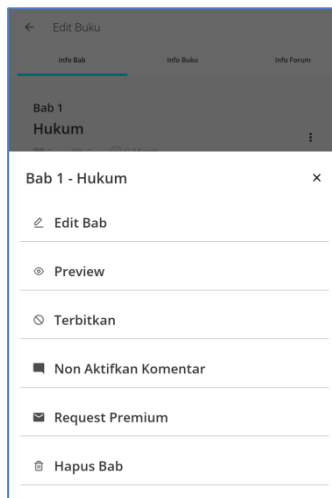 Edit Buku
Info Bab Info Buku Info Forum
Bab 1
Hukum
Bab 1 - Hukum
Edit Bab
Preview
Terbitkan
Non Aktifkan Komentar
Request Premium
Hapus Bab